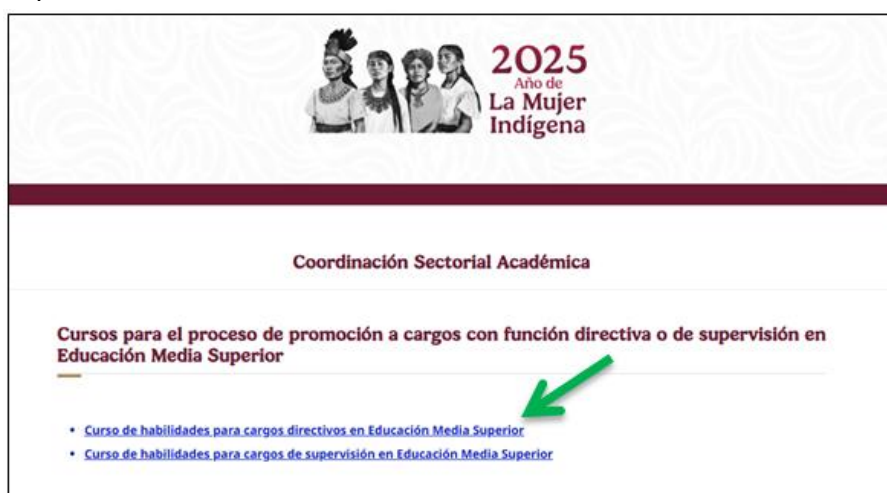 2025
Año de
La Mujer
Indígena
Coordinación Sectorial Académica
Cursos para el proceso de promoción a cargos con función directiva o de supervisión en
Educación Media Superior
• Curso de habilidades para cargos directivos en Educación Media Superior
• Curso de habilidades para cargos de supervisión en Educación Media Superior